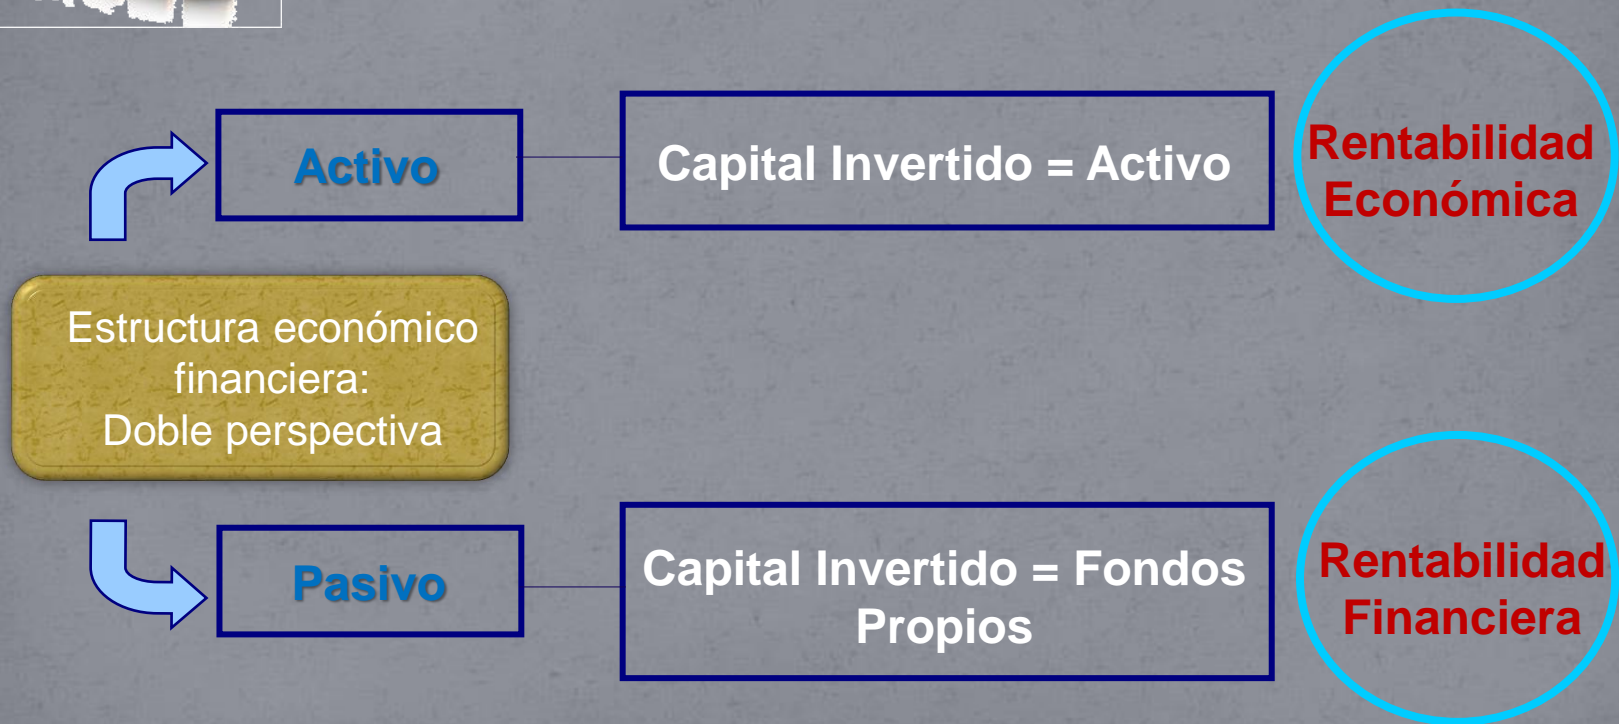 Activo
Capital Invertido = Activo
Rentabilidad
Económica
Estructura económico
financiera:
Doble perspectiva
Pasivo
Capital Invertido = Fondos
Propios
Rentabilidad
Financiera